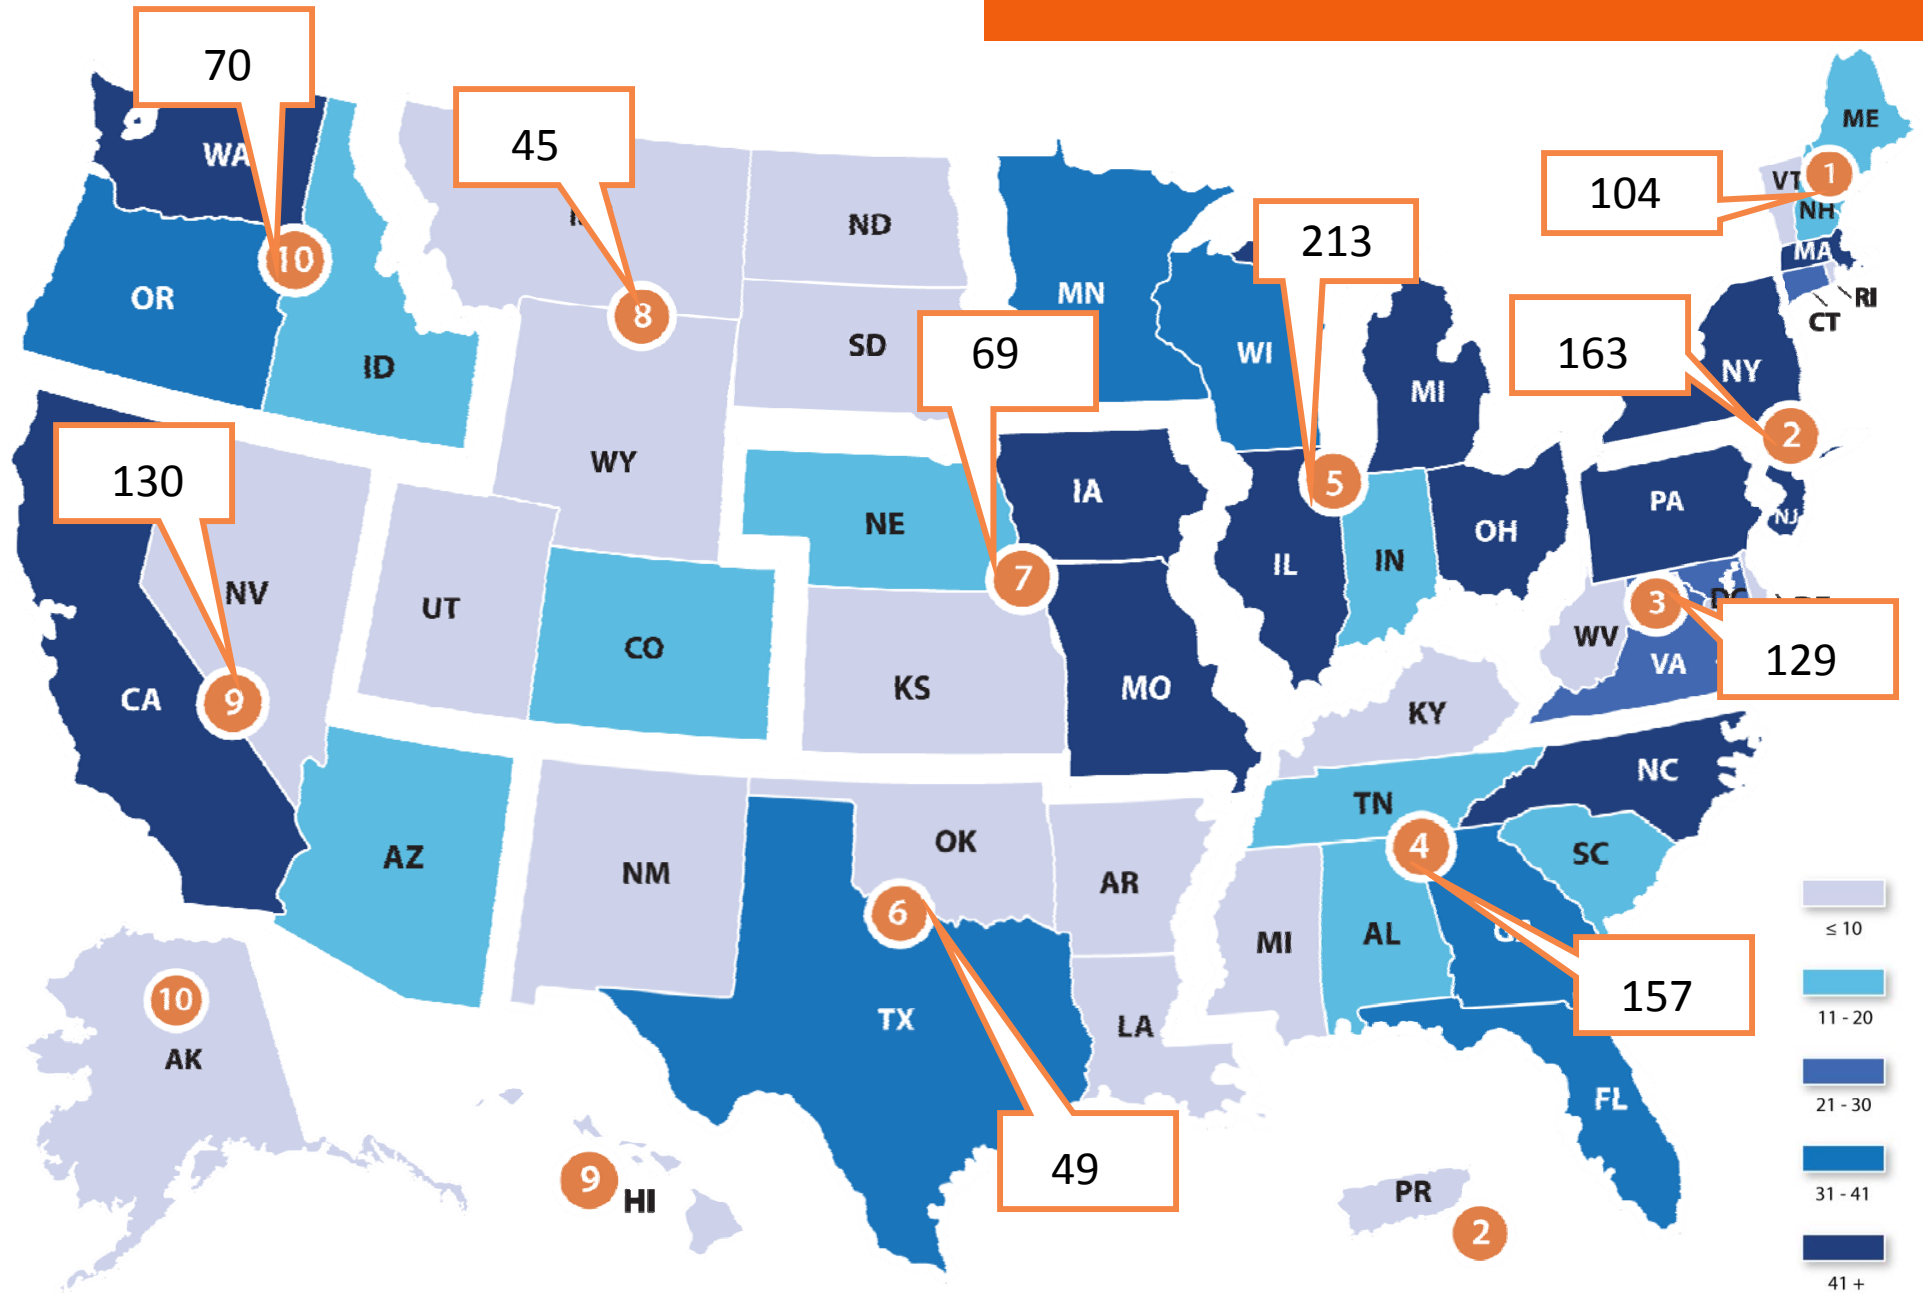 70
45
WA
ME
VT
1
104
NH
ND
213
MA
10
OR
MN
RI
CT
8
SD
69
WI
163
NY
ID
MI
2
WY
130
IA
5
PA
NE
OH
NJ
IL
IN
7
NV
UT
3
DC
WV
CO
VA
129
KS
MO
CA
9
KY
NC
TN
4
SC
AZ
OK
NM
AR
6
≤ 10
MI
AL
157
10
TX
LA
11 - 20
AK
FL
21 - 30
49
9
HI
PR
31 - 41
2
41 +